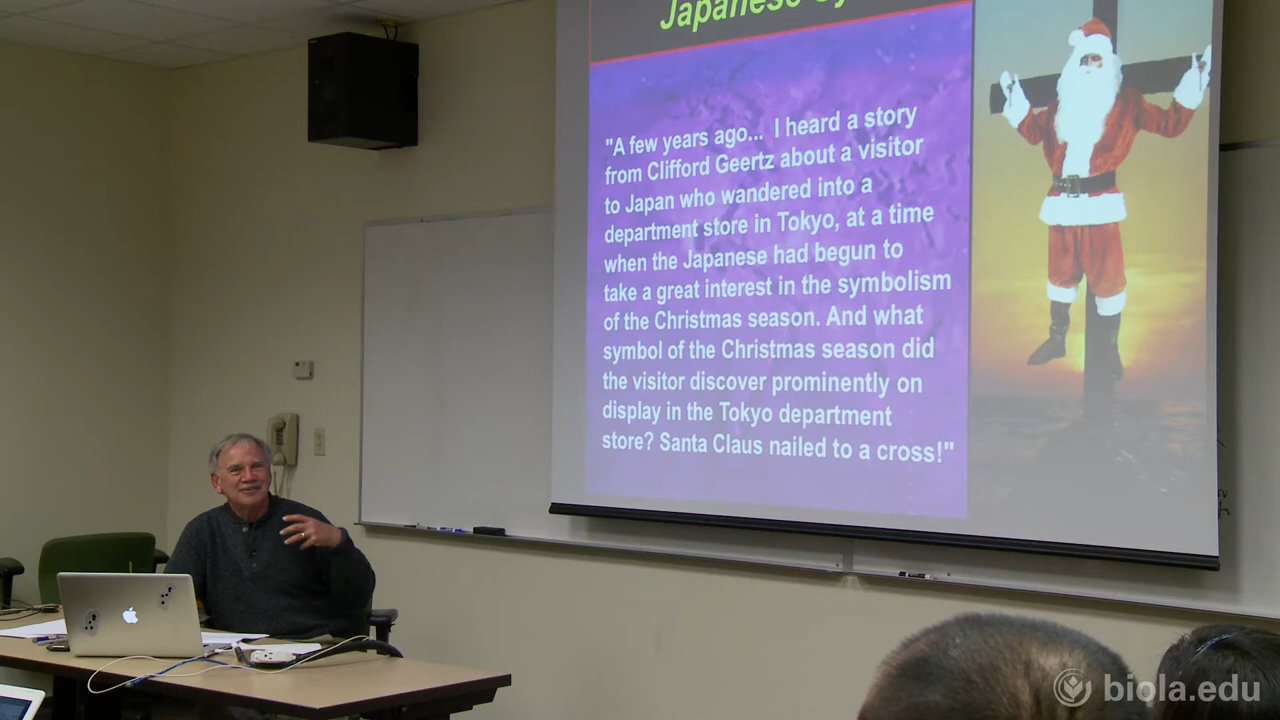 Japanese
"A few years ago... I heard a story
from Clifford Geertz about a visitor
to Japan who wandered into a
department store in Tokyo, at a time
when the Japanese had begun to
take a great interest in the symbolism
of the Christmas season. And what
symbol of the Christmas season did
the visitor discover prominently on
display in the Tokyo department
store? Santa Claus nailed to a cross!"
biola.edu